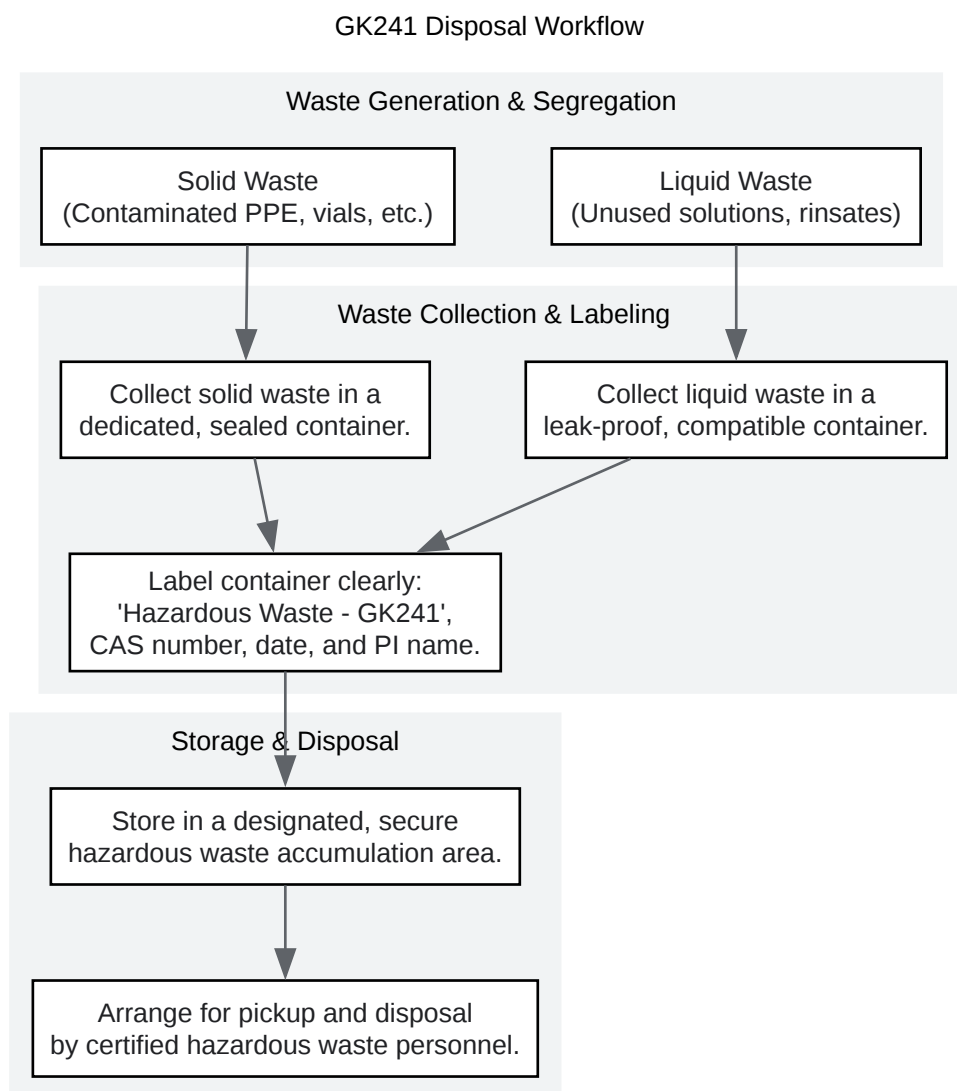 GK241 Disposal Workflow
Waste Generation & Segregation
Solid Waste
(Contaminated PPE, vials, etc.)
Liquid Waste
(Unused solutions, rinsates)
Waste Collection & Labeling
Collect solid waste in a
dedicated, sealed container.
Collect liquid waste in a
leak-proof, compatible container.
Label container clearly:
'Hazardous Waste - GK241',
CAS number, date, and PI name.
Storage & Disposal
Store in a designated, secure
hazardous waste accumulation area.
Arrange for pickup and disposal
by certified hazardous waste personnel.